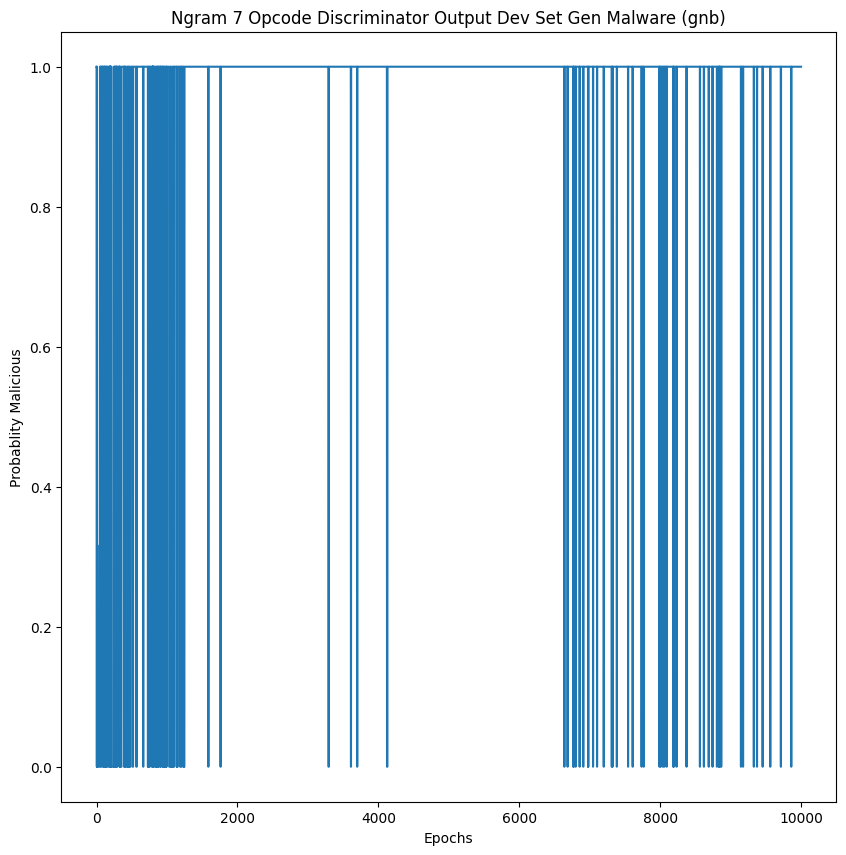 Ngram 7 Opcode Discriminator Output Dev Set Gen Malware (gnb)
1.0
0.8
0.6
0.4
0.2
0.0
Probablity Malicious
0 2000 4000 6000 8000 10000
Epochs